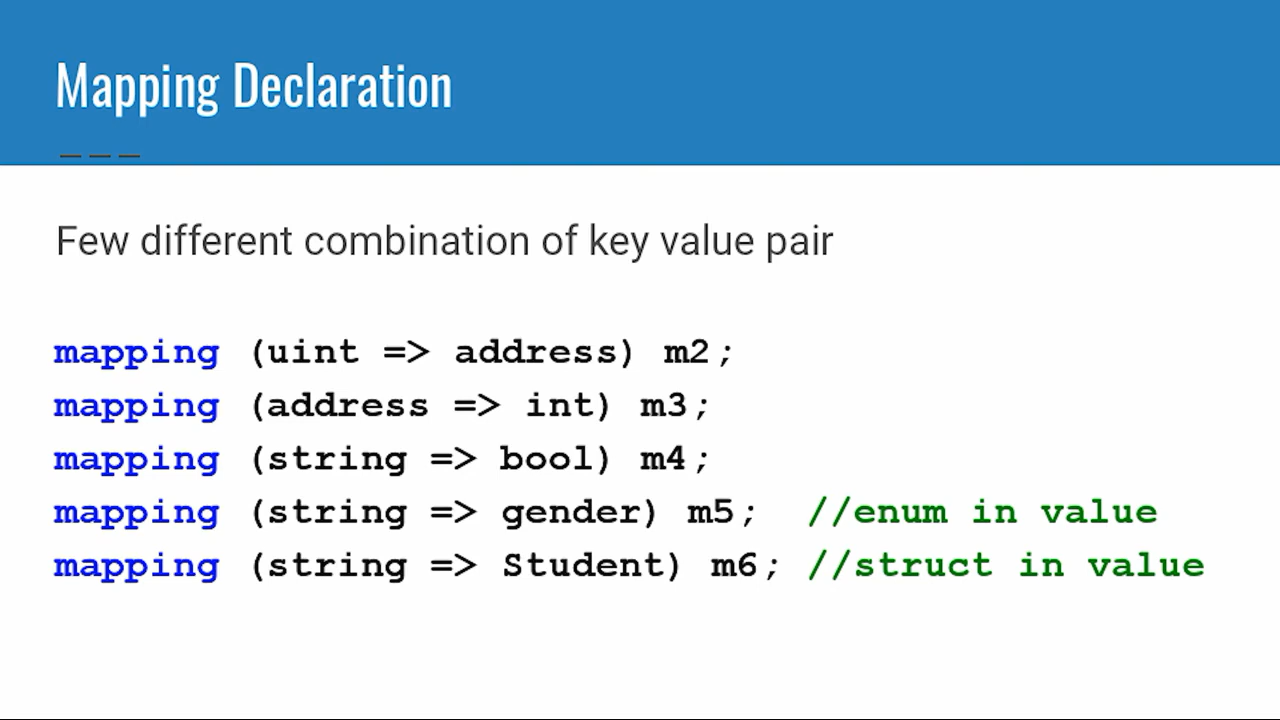 Mapping Declaration
Few different combination of key value pair
mapping (uint => address) m2;
mapping (address => int) m3;
mapping (string => bool) m4;
mapping (string => gender) m5; //enum in value
mapping (string => Student) m6; //struct in value